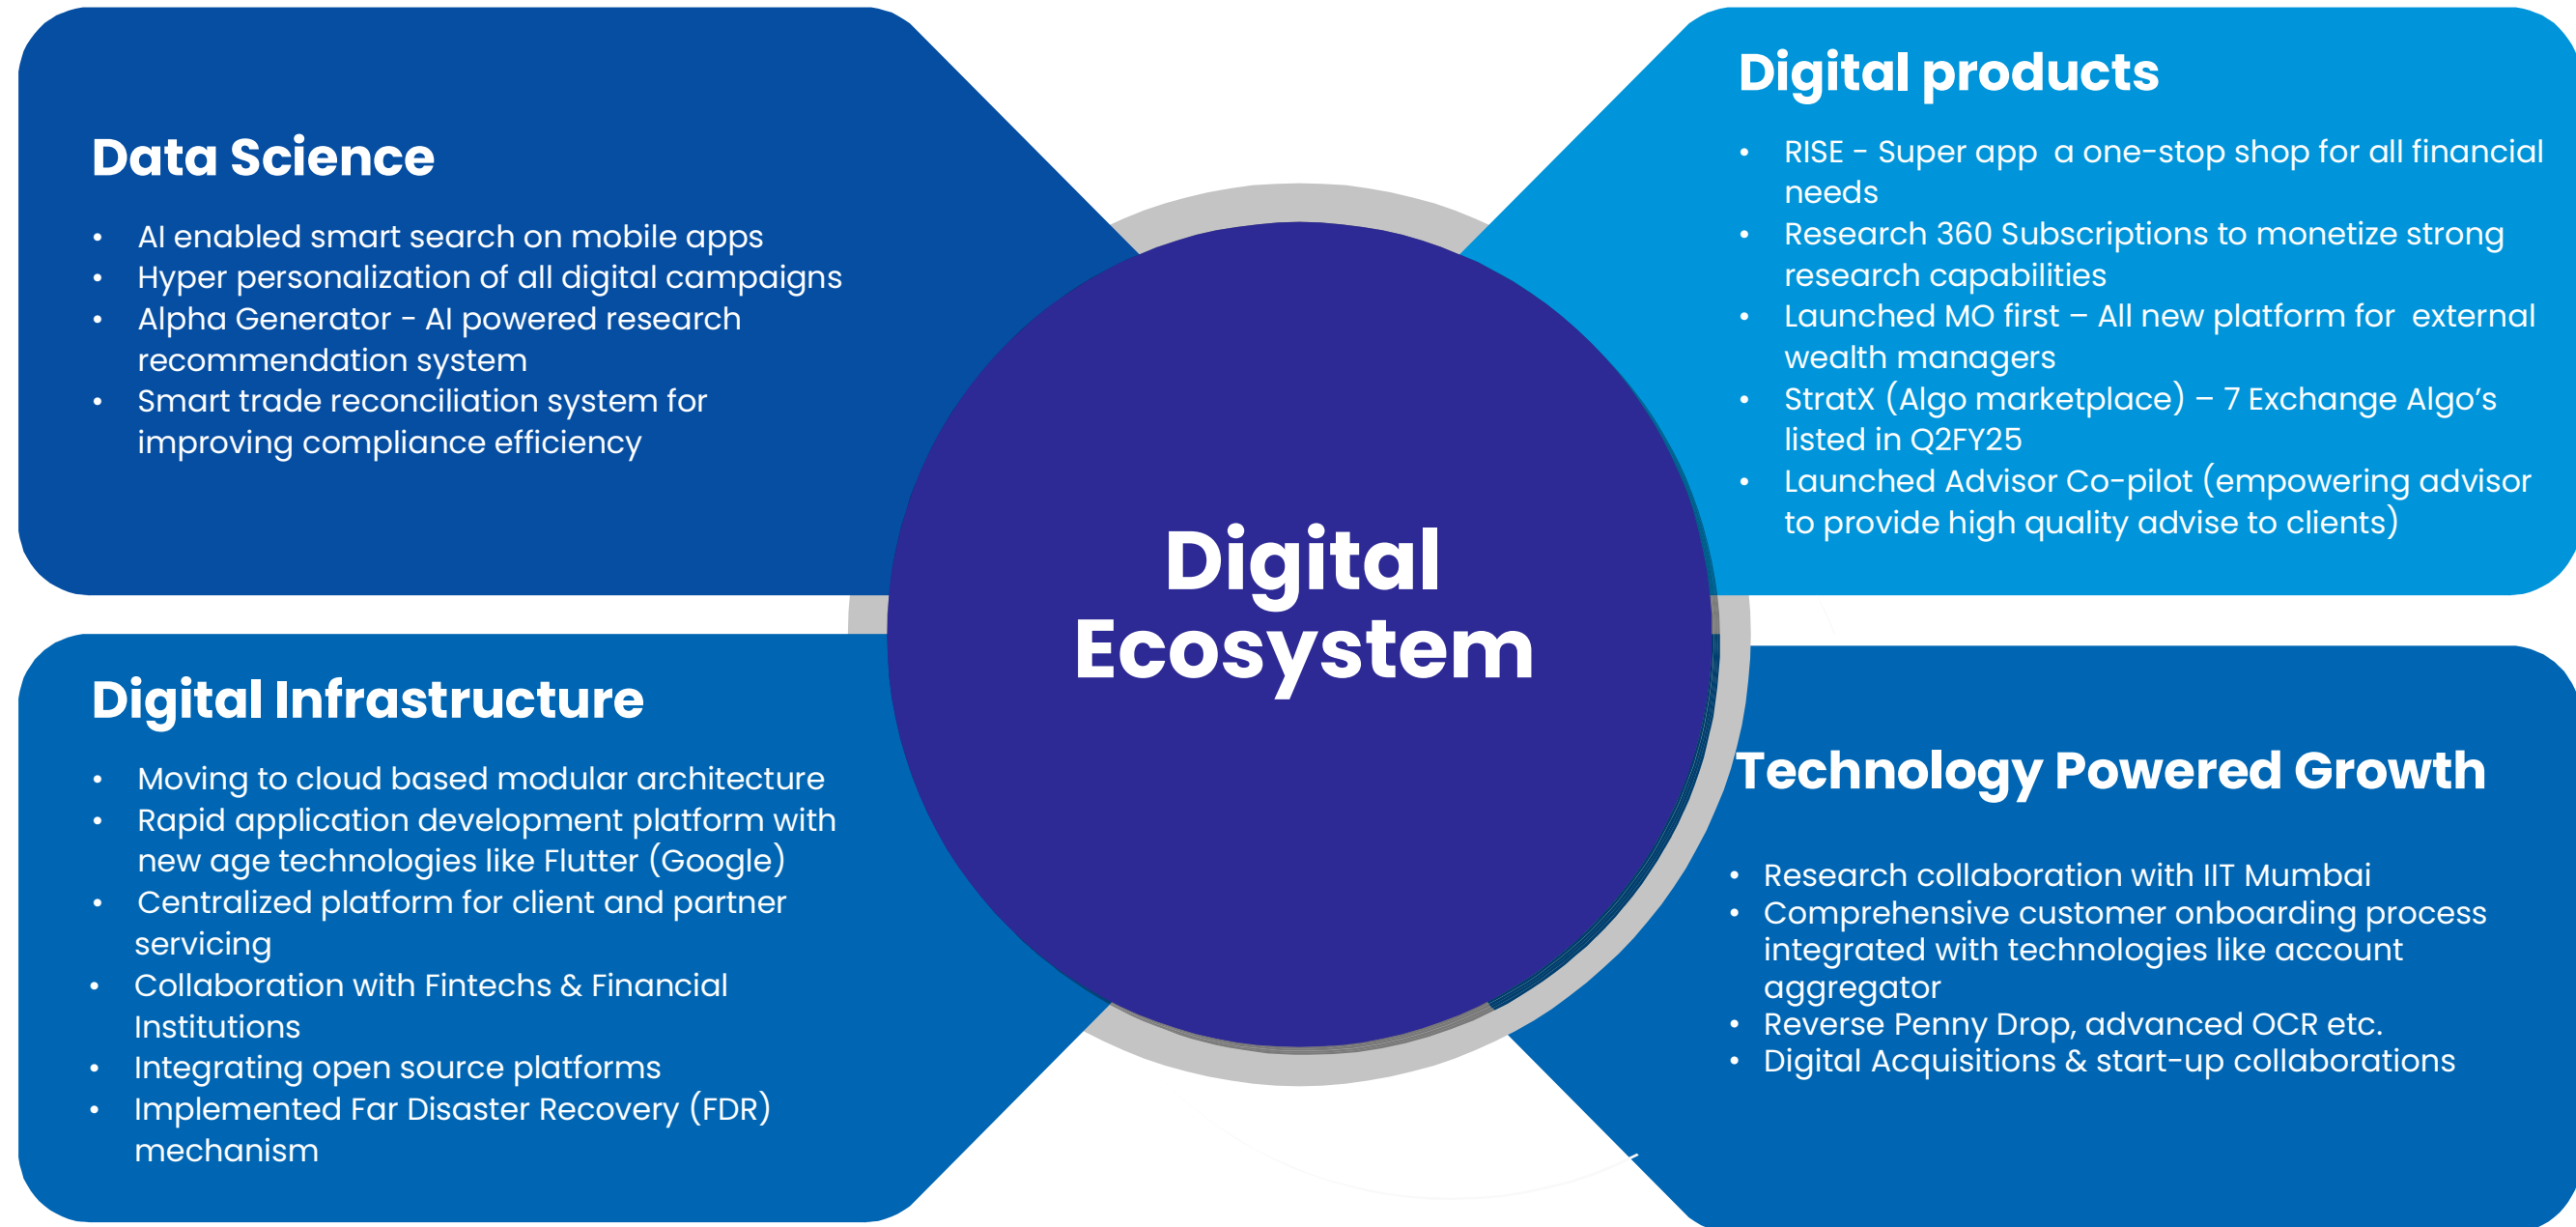 Data Science
• AI enabled smart search on mobile apps
• Hyper personalization of all digital campaigns
• Alpha Generator - AI powered research
recommendation system
• Smart trade reconciliation system for
improving compliance efficiency
Digital products
• RISE - Super app  a one-stop shop for all financial
needs
• Research 360 Subscriptions to monetize strong
research capabilities
• Launched MO first – All new platform for  external
wealth managers
• StratX (Algo marketplace) – 7 Exchange Algo’s
listed in Q2FY25
• Launched Advisor Co-pilot (empowering advisor
to provide high quality advise to clients)
Digital
Ecosystem
Digital Infrastructure
• Moving to cloud based modular architecture
• Rapid application development platform with
new age technologies like Flutter (Google)
• Centralized platform for client and partner
servicing
• Collaboration with Fintechs & Financial
Institutions
• Integrating open source platforms
• Implemented Far Disaster Recovery (FDR)
mechanism
Technology Powered Growth
• Research collaboration with IIT Mumbai
• Comprehensive customer onboarding process
integrated with technologies like account
aggregator
• Reverse Penny Drop, advanced OCR etc.
• Digital Acquisitions & start-up collaborations